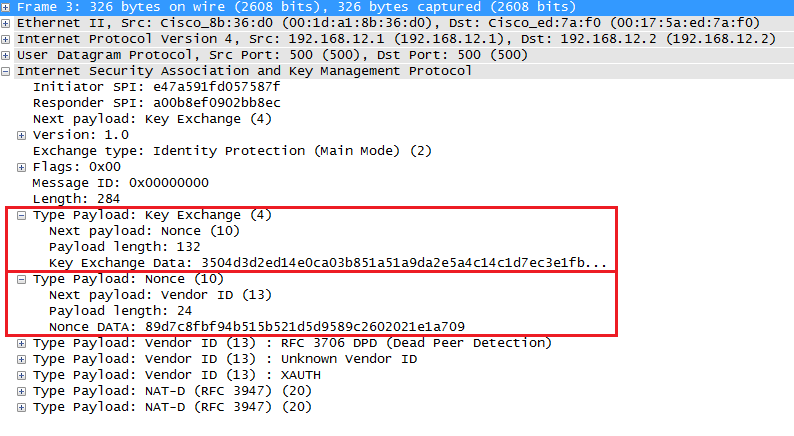 Frame 3: 326 bytes on wire (2608 bits), 326 bytes captured (2608 bits)
Ethernet II, Src: Cisco_8b:36:d0 (00:1d:a1:8b:36:d0), Dst: Cisco_ed:7a:f0 (00:17:5a:ed:7a:f0)
Internet Protocol Version 4, Src: 192.168.12.1 (192.168.12.1), Dst: 192.168.12.2 (192.168.12.2)
User Datagram Protocol, Src Port: 500 (500), Dst Port: 500 (500)
Internet Security Association and Key Management Protocol
Initiator SPI: e47a591fd057587f
Responder SPI: a00b8ef0902bb8ec
Next payload: Key Exchange (4)
Version: 1.0
Exchange type: Identity Protection (Main Mode) (2)
Flags: 0x00
Message ID: 0x00000000
Length: 284
Type Payload: Key Exchange (4)
Next payload: Nonce (10)
Payload length: 132
Key Exchange Data: 3504d3d2ed14e0ca03b851a51a9da2e5a4c14c1d7ec3e1fb...
Type Payload: Nonce (10)
Next payload: Vendor ID (13)
Payload length: 24
Nonce DATA: 89d7c8fbf94b515b521d5d9589c2602021e1a709
Type Payload: Vendor ID (13) : RFC 3706 DPD (Dead Peer Detection)
Type Payload: Vendor ID (13) : Unknown Vendor ID
Type Payload: Vendor ID (13) : XAUTH
Type Payload: NAT-D (RFC 3947) (20)
Type Payload: NAT-D (RFC 3947) (20)